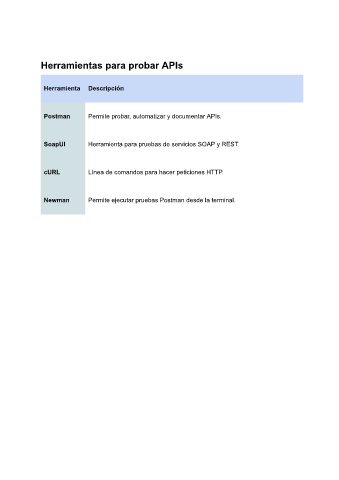 Herramientas para probar APIs
Herramienta Descripción
Postman Permite probar, automatizar y documentar APIs.
SoapUI Herramienta para pruebas de servicios SOAP y REST.
cURL Línea de comandos para hacer peticiones HTTP.
Newman Permite ejecutar pruebas Postman desde la terminal.